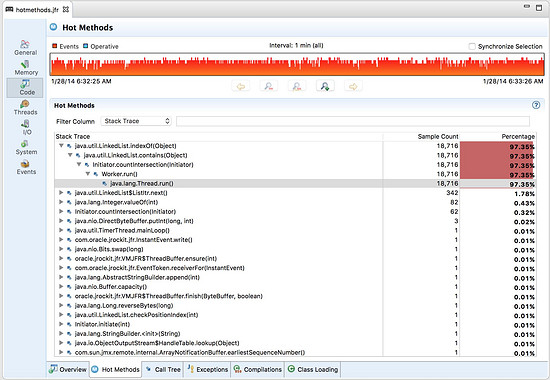 hotmethods.jfr
Hot Methods
General
Memory
Code
Threads
I/O
System
Events
Events Operative Interval: 1 min (all) Synchronize Selection
1/28/14 6:32:25 AM 1/28/14 6:33:26 AM
Hot Methods
Filter Column Stack Trace
Stack Trace Sample Count Percentage
java.util.LinkedList.indexOf(Object) 18,716 97.35%
java.util.LinkedList.contains(Object) 18,716 97.35%
Initiator.countIntersection(Initiator) 18,716 97.35%
Worker.run() 18,716 97.35%
java.lang.Thread.run() 18,716 97.35%
java.util.LinkedList$ListItr.next() 342 1.78%
java.lang.Integer.valueOf(int) 82 0.43%
Initiator.countIntersection(Initiator) 62 0.32%
java.nio.DirectByteBuffer.putInt(long, int) 3 0.02%
java.util.TimerThread.mainLoop() 1 0.01%
com.oracle.jrockit.jfr.InstantEvent.write() 1 0.01%
java.nio.Bits.swap(long) 1 0.01%
oracle.jrockit.jfr.VMJFR$ThreadBuffer.ensure(int) 1 0.01%
com.oracle.jrockit.jfr.EventToken.receiverFor(InstantEvent) 1 0.01%
java.lang.AbstractStringBuilder.append(int) 1 0.01%
java.nio.Buffer.capacity() 1 0.01%
java.lang.Long.reverseBytes(long) 1 0.01%
oracle.jrockit.jfr.VMJFR$ThreadBuffer.finish(ByteBuffer, boolean) 1 0.01%
java.util.LinkedList.checkPositionIndex(int) 1 0.01%
Initiator.initiate(int) 1 0.01%
java.lang.StringBuilder.<init>(String) 1 0.01%
java.io.ObjectOutputStream$HandleTable.lookup(Object) 1 0.01%
com.sun.jmx.remote.internal.ArrayNotificationBuffer.earliestSequenceNumber() 1 0.01%
Overview Hot Methods Call Tree Exceptions Compilations Class Loading